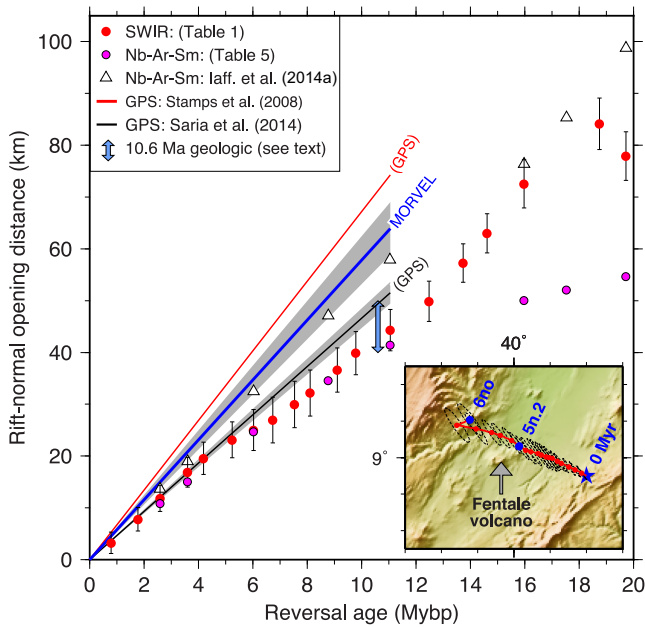 100
80
60
40
20
0
Rift-normal opening distance (km)
SWIR: (Table 1)
Nb-Ar-Sm: (Table 5)
Nb-Ar-Sm: Iaff. et al. (2014a)
GPS: Stamps et al. (2008)
GPS: Saria et al. (2014)
10.6 Ma geologic (see text)
(GPS)
MORVEL
(GPS)
40˚
9˚
6no
5n.2
0 Myr
Fentale
volcano
40˚
0 2 4 6 8 10 12 14 16 18 20
Reversal age (Mybp)